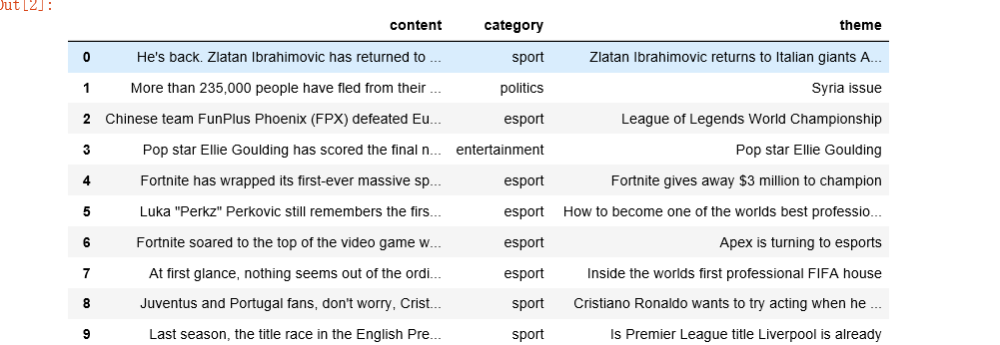 Out[2]:
content category theme
0 He's back. Zlatan Ibrahimovic has returned to ... sport Zlatan Ibrahimovic returns to Italian giants A...
1 More than 235,000 people have fled from their ... politics Syria issue
2 Chinese team FunPlus Phoenix (FPX) defeated Eu... esport League of Legends World Championship
3 Pop star Ellie Goulding has scored the final n... entertainment Pop star Ellie Goulding
4 Fortnite has wrapped its first-ever massive sp... esport Fortnite gives away $3 million to champion
5 Luka "Perkz" Perkovic still remembers the firs... esport How to become one of the worlds best professio...
6 Fortnite soared to the top of the video game w... esport Apex is turning to esports
7 At first glance, nothing seems out of the ordi... esport Inside the worlds first professional FIFA house
8 Juventus and Portugal fans, don't worry, Crist... sport Cristiano Ronaldo wants to try acting when he ...
9 Last season, the title race in the English Pre... sport Is Premier League title Liverpool is already